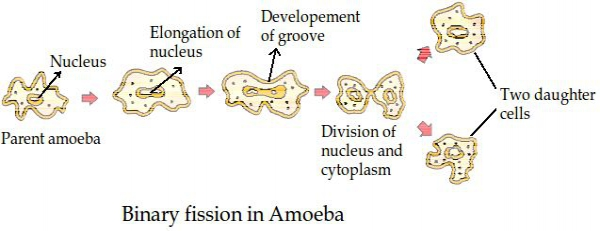 Nucleus
Parent amoeba
Elongation of
nucleus
Developement
of groove
Division of
nucleus and
cytoplasm
Two daughter
cells
Binary fission in Amoeba